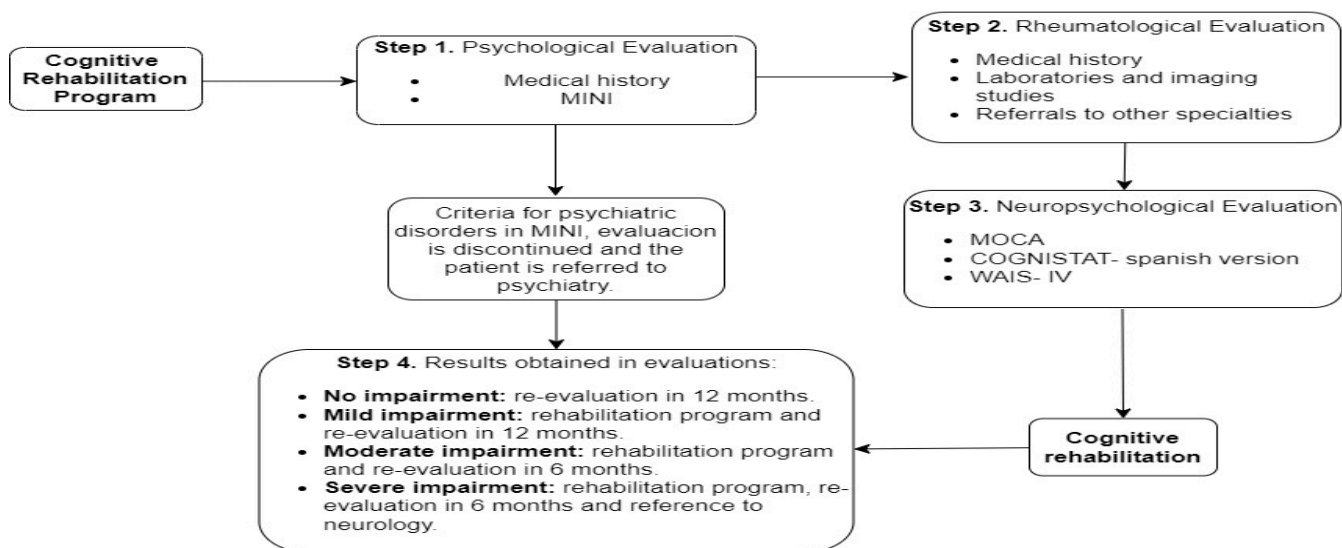 Cognitive
Rehabilitation
Program
Step 1. Psychological Evaluation
• Medical history
• MINI
Step 2. Rheumatological Evaluation
• Medical history
• Laboratories and imaging
studies
• Referrals to other specialties
Criteria for psychiatric
disorders in MINI, evaluacion
is discontinued and the
patient is referred to
psychiatry.
Step 3. Neuropsychological Evaluation
• MOCA
• COGNISTAT- spanish version
• WAIS- IV
Step 4. Results obtained in evaluations:
• No impairment: re-evaluation in 12 months.
• Mild impairment: rehabilitation program and
re-evaluation in 12 months.
• Moderate impairment: rehabilitation program
and re-evaluation in 6 months.
• Severe impairment: rehabilitation program, re-
evaluation in 6 months and reference to
neurology.
Cognitive
rehabilitation